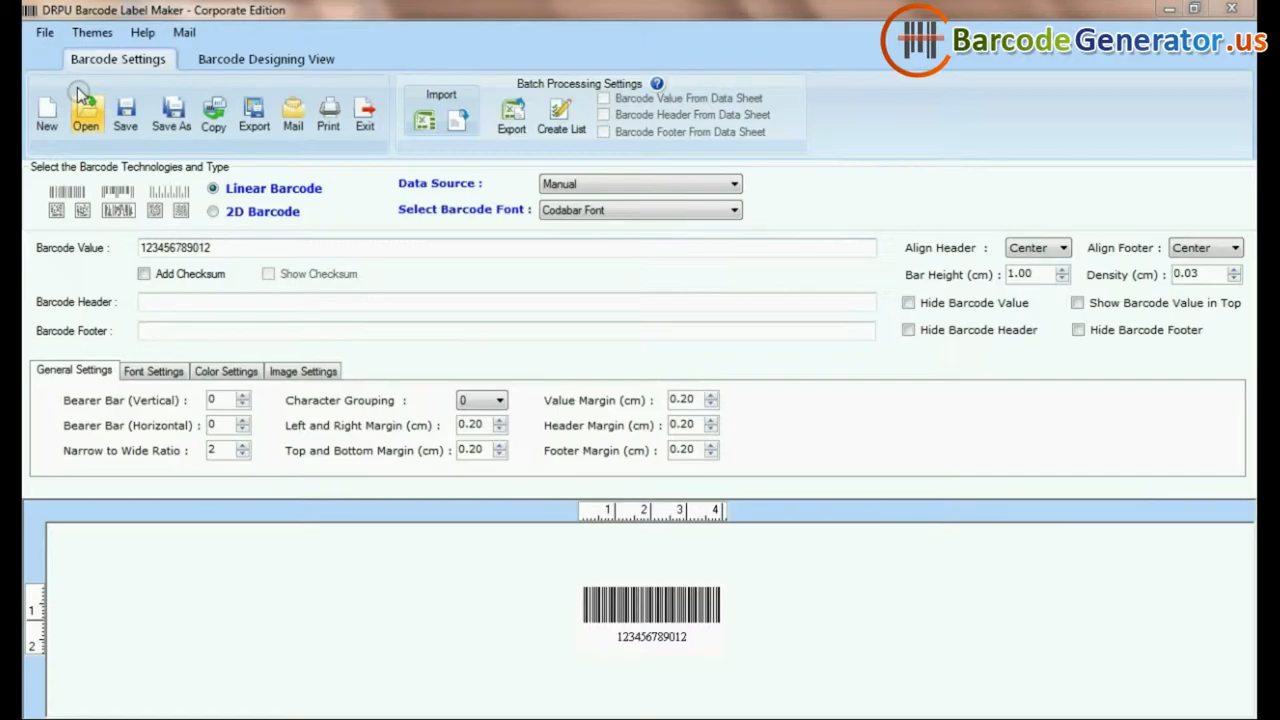 DRPU Barcode Label Maker - Corporate Edition
BarcodeGenerator.us
File Themes Help Mail
Barcode Settings Barcode Designing View
Batch Processing Settings ?
Import
Barcode Value From Data Sheet
Barcode Header From Data Sheet
Barcode Footer From Data Sheet
New Open Save Save As Copy Export Mail Print Exit Export Create List
Select the Barcode Technologies and Type
Linear Barcode
2D Barcode
Data Source : Manual
Select Barcode Font : Codabar Font
Barcode Value : 123456789012
Add Checksum Show Checksum
Barcode Header :
Barcode Footer :
Align Header : Center Align Footer : Center
Bar Height (cm) : 1.00 Density (cm) : 0.03
Hide Barcode Value Show Barcode Value in Top
Hide Barcode Header Hide Barcode Footer
General Settings Font Settings Color Settings Image Settings
Bearer Bar (Vertical) : 0 Character Grouping : 0 Value Margin (cm) : 0.20
Bearer Bar (Horizontal) : 0 Left and Right Margin (cm) : 0.20 Header Margin (cm) : 0.20
Narrow to Wide Ratio : 2 Top and Bottom Margin (cm) : 0.20 Footer Margin (cm) : 0.20
1 2 3 4
1
2
123456789012